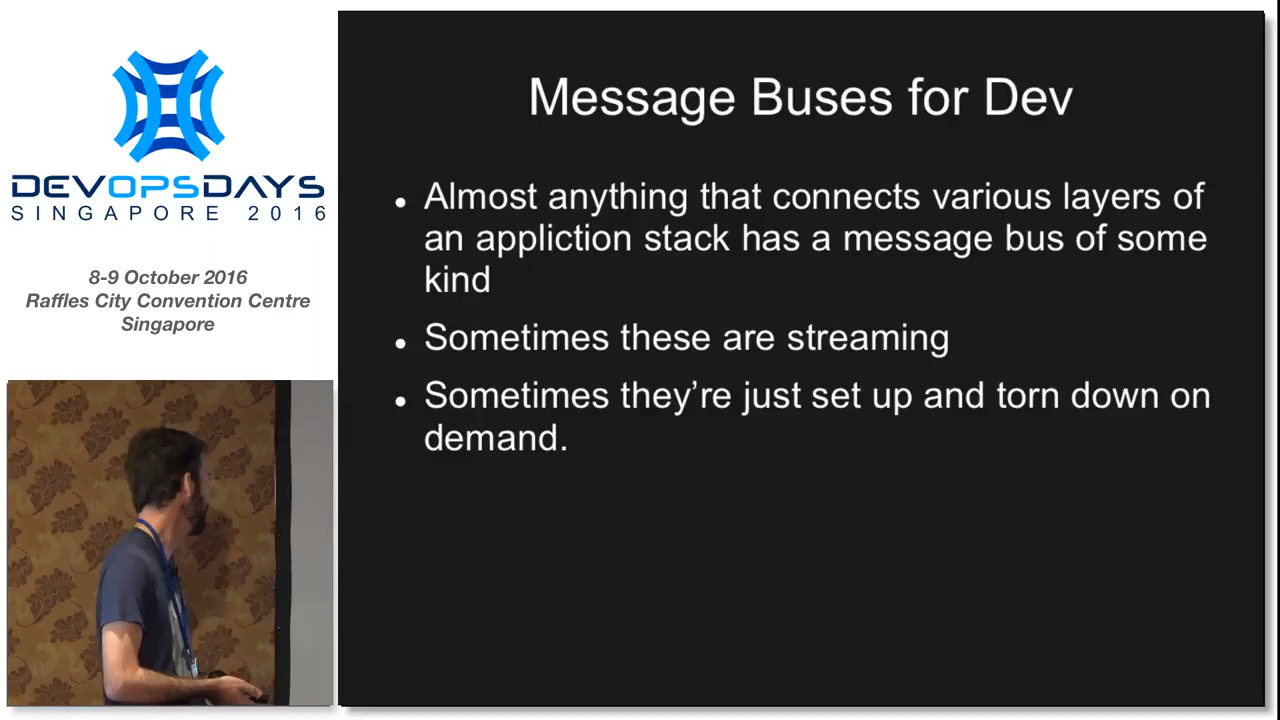 DEVOPSDAYS
SINGAPORE 2016
8-9 October 2016
Raffles City Convention Centre
Singapore
Message Buses for Dev
Almost anything that connects various layers of
an appliction stack has a message bus of some
kind
Sometimes these are streaming
Sometimes they’re just set up and torn down on
demand.